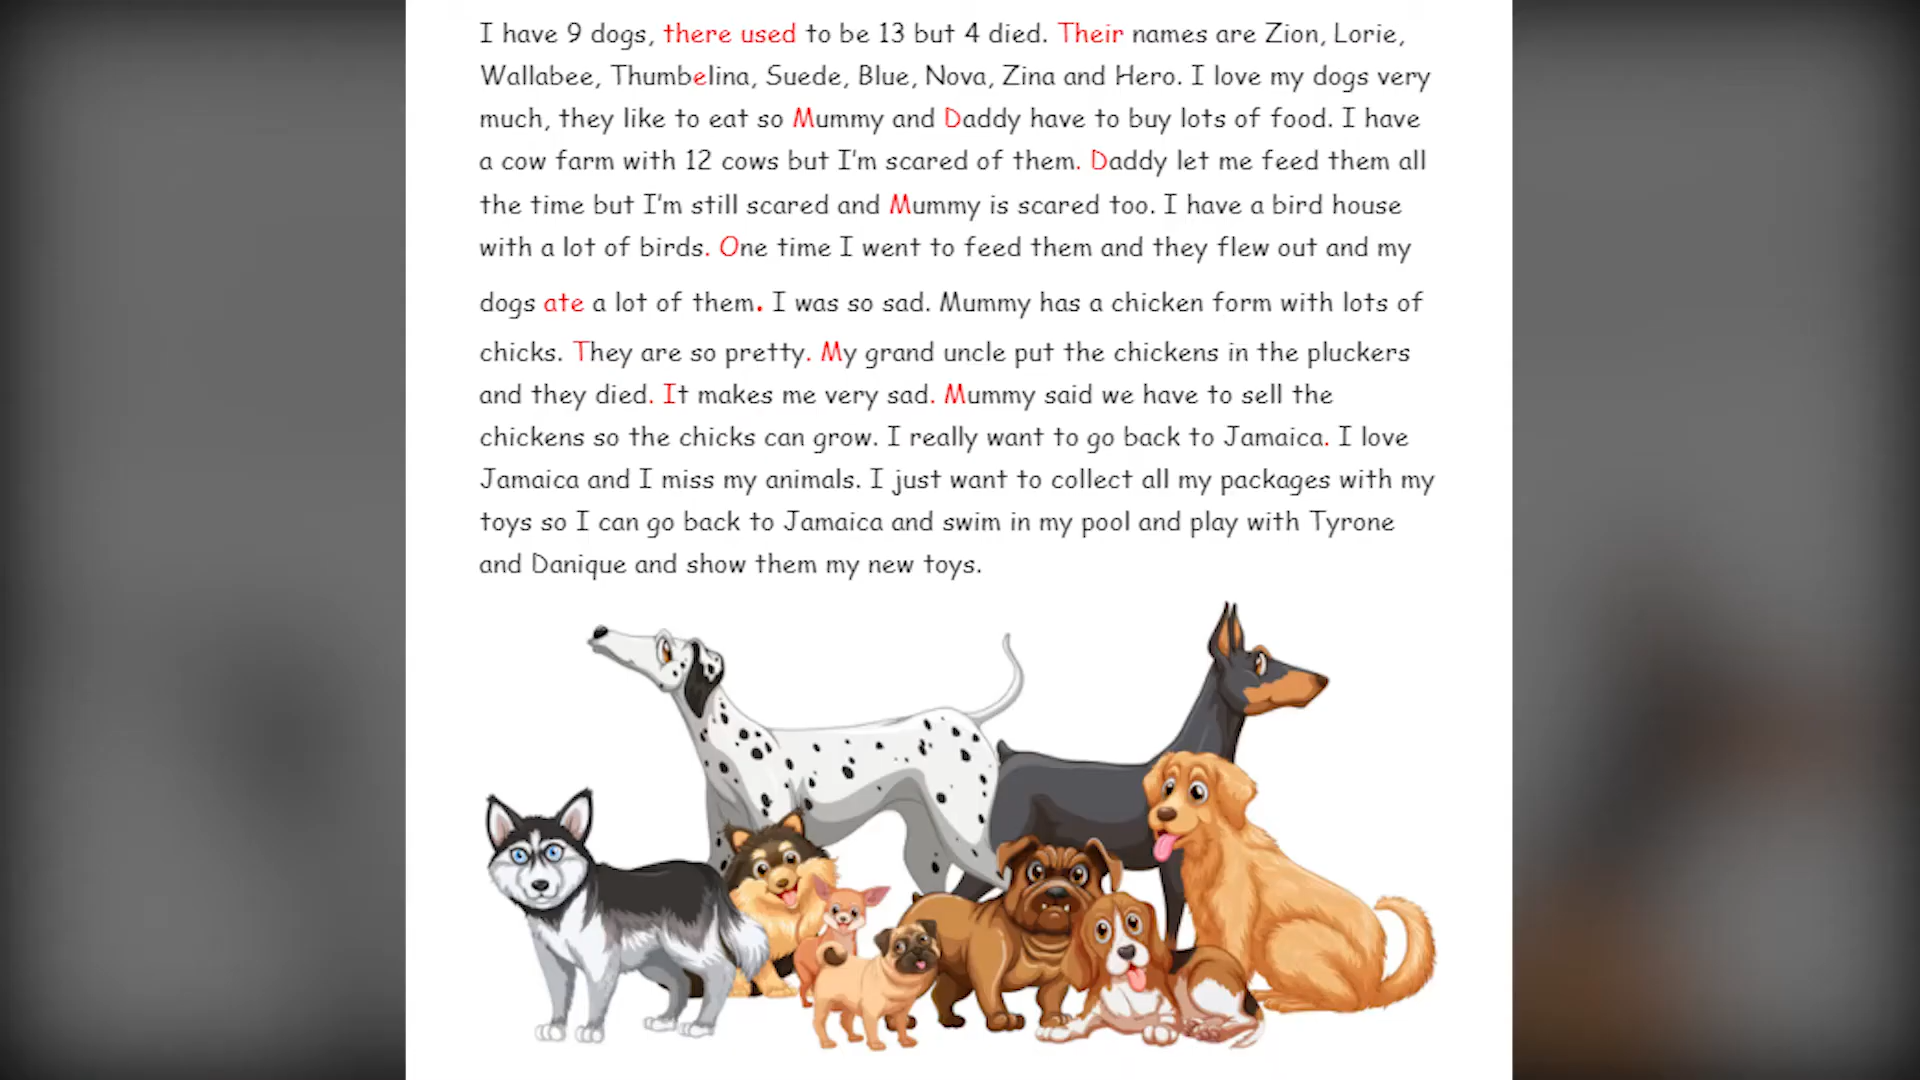 I have 9 dogs, there used to be 13 but 4 died. Their names are Zion, Lorie,
Wallabee, Thumbelina, Suede, Blue, Nova, Zina and Hero. I love my dogs very
much, they like to eat so Mummy and Daddy have to buy lots of food. I have
a cow farm with 12 cows but I'm scared of them. Daddy let me feed them all
the time but I'm still scared and Mummy is scared too. I have a bird house
with a lot of birds. One time I went to feed them and they flew out and my
dogs ate a lot of them. I was so sad. Mummy has a chicken form with lots of
chicks. They are so pretty. My grand uncle put the chickens in the pluckers
and they died. It makes me very sad. Mummy said we have to sell the
chickens so the chicks can grow. I really want to go back to Jamaica. I love
Jamaica and I miss my animals. I just want to collect all my packages with my
toys so I can go back to Jamaica and swim in my pool and play with Tyrone
and Danique and show them my new toys.